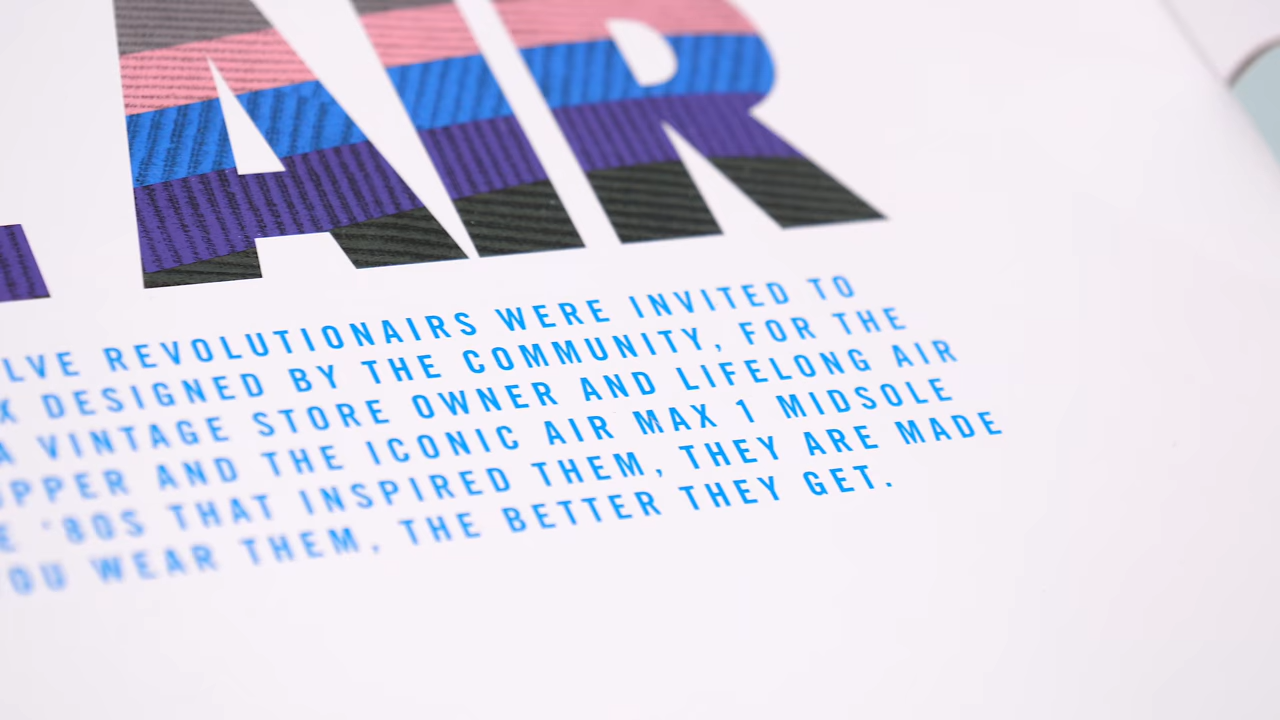 AIR
LVE REVOLUTIONAIRS WERE INVITED TO
X DESIGNED BY THE COMMUNITY, FOR THE
A VINTAGE STORE OWNER AND LIFELONG AIR
UPPER AND THE ICONIC AIR MAX 1 MIDSOLE
E '80S THAT INSPIRED THEM, THEY ARE MADE
YOU WEAR THEM, THE BETTER THEY GET.